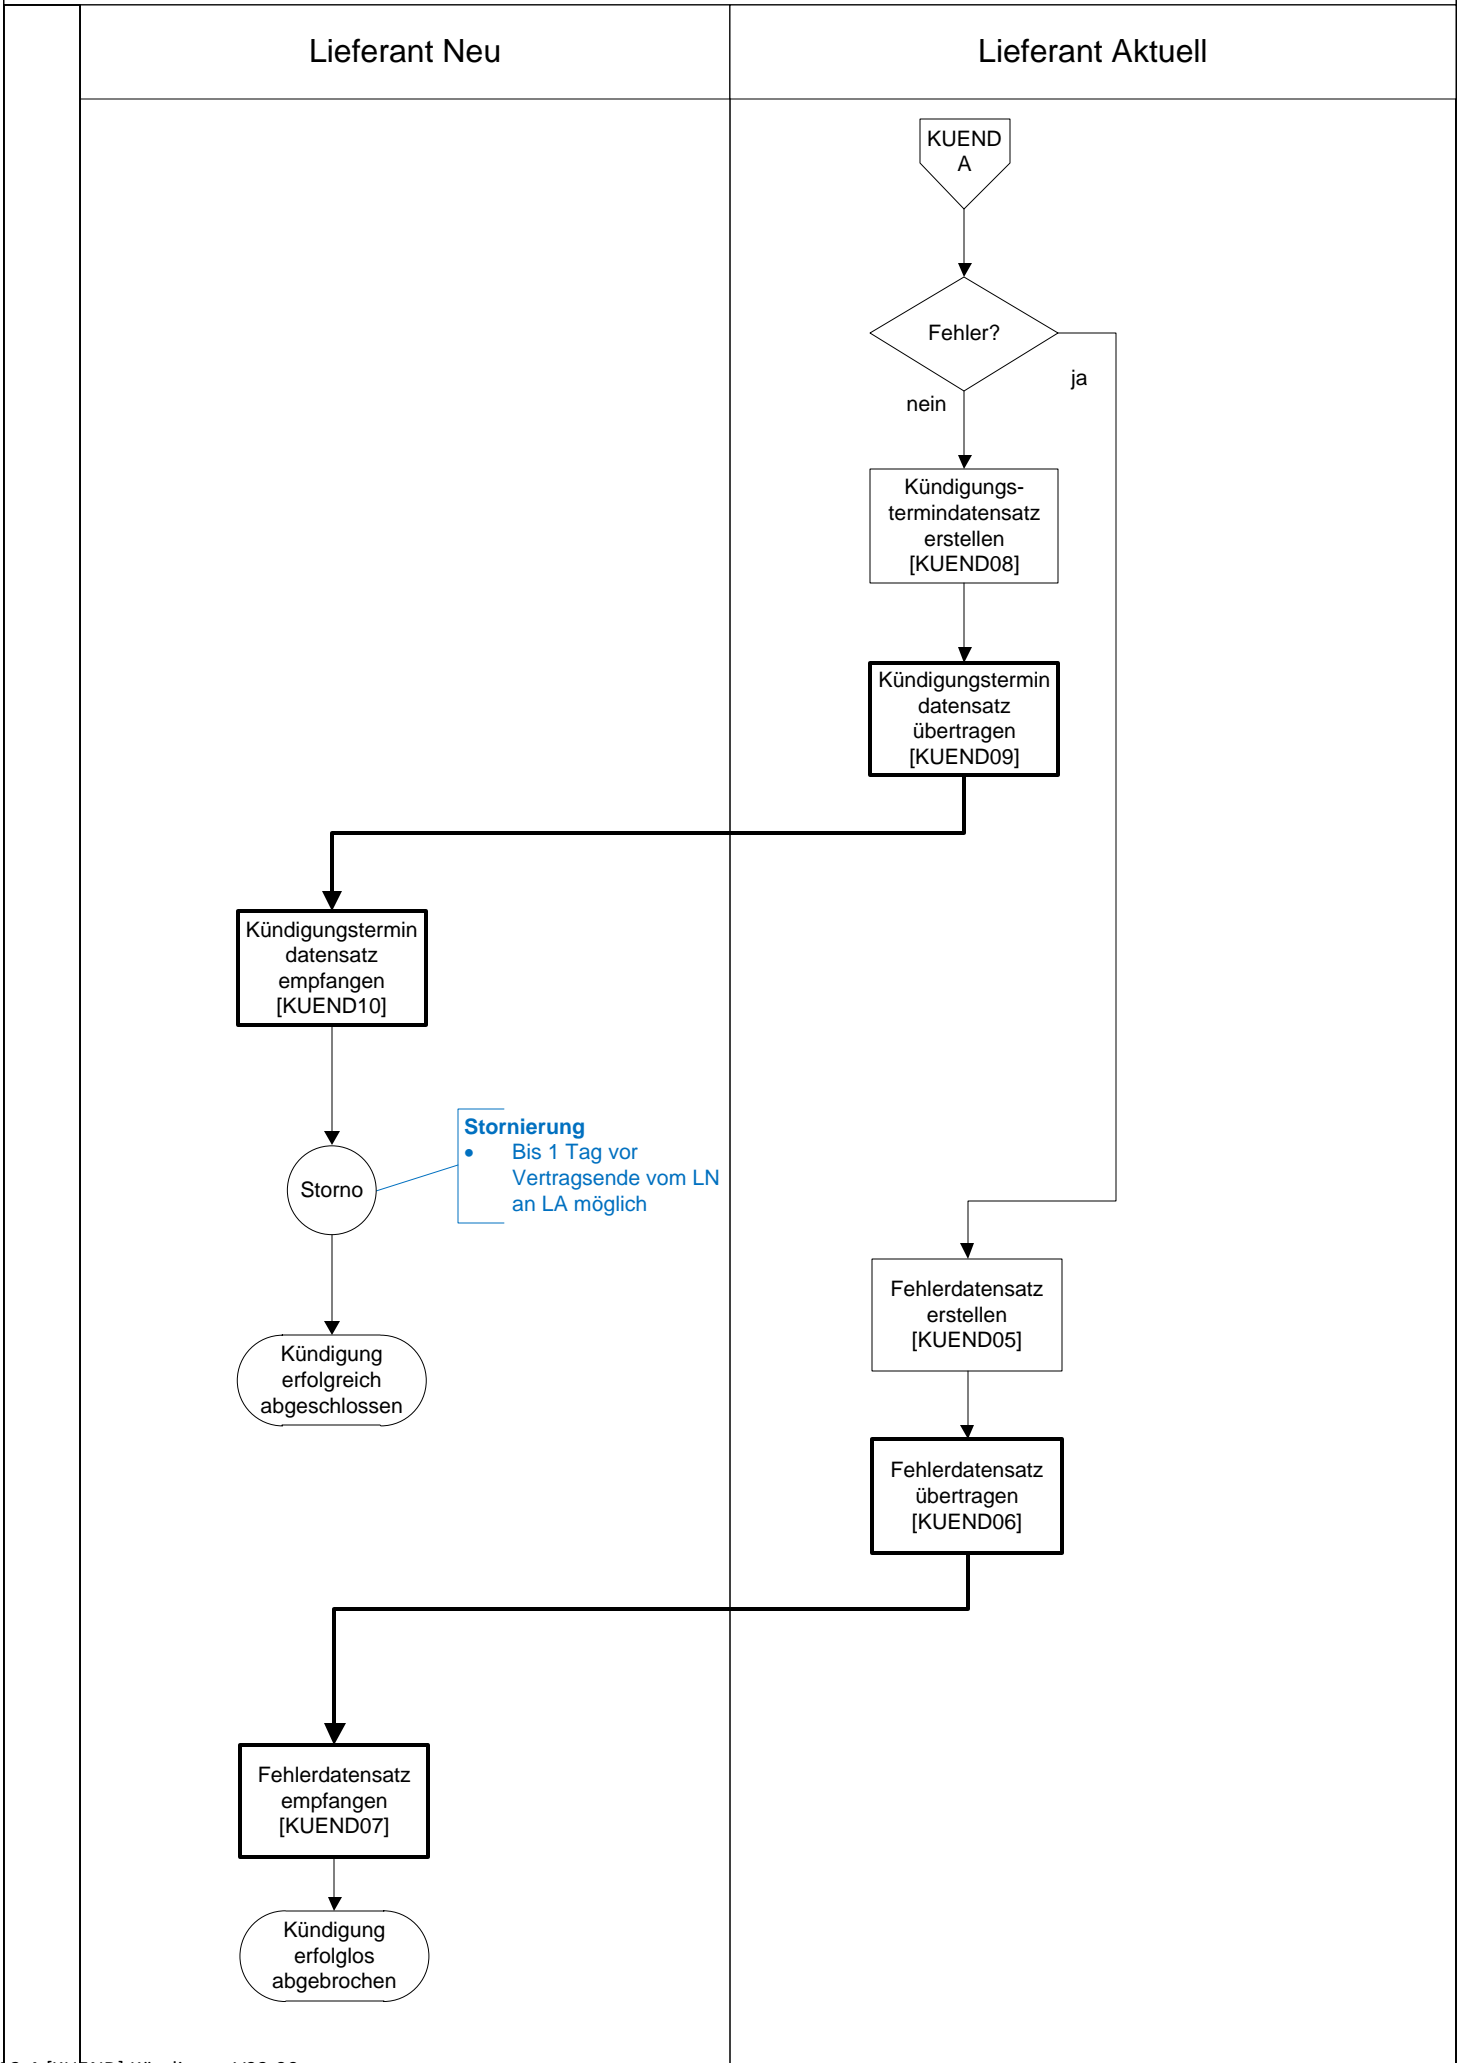 Lieferant Neu
Lieferant Aktuell
KUEND
A
Fehler?
ja
nein
Kündigungs-
termindatensatz
erstellen
[KUEND08]
Kündigungstermin
datensatz
übertragen
[KUEND09]
Kündigungstermin
datensatz
empfangen
[KUEND10]
Stornierung
• Bis 1 Tag vor
Vertragsende vom LN
an LA möglich
Storno
Fehlerdatensatz
erstellen
[KUEND05]
Kündigung
erfolgreich
abgeschlossen
Fehlerdatensatz
übertragen
[KUEND06]
Fehlerdatensatz
empfangen
[KUEND07]
Kündigung
erfolglos
abgebrochen